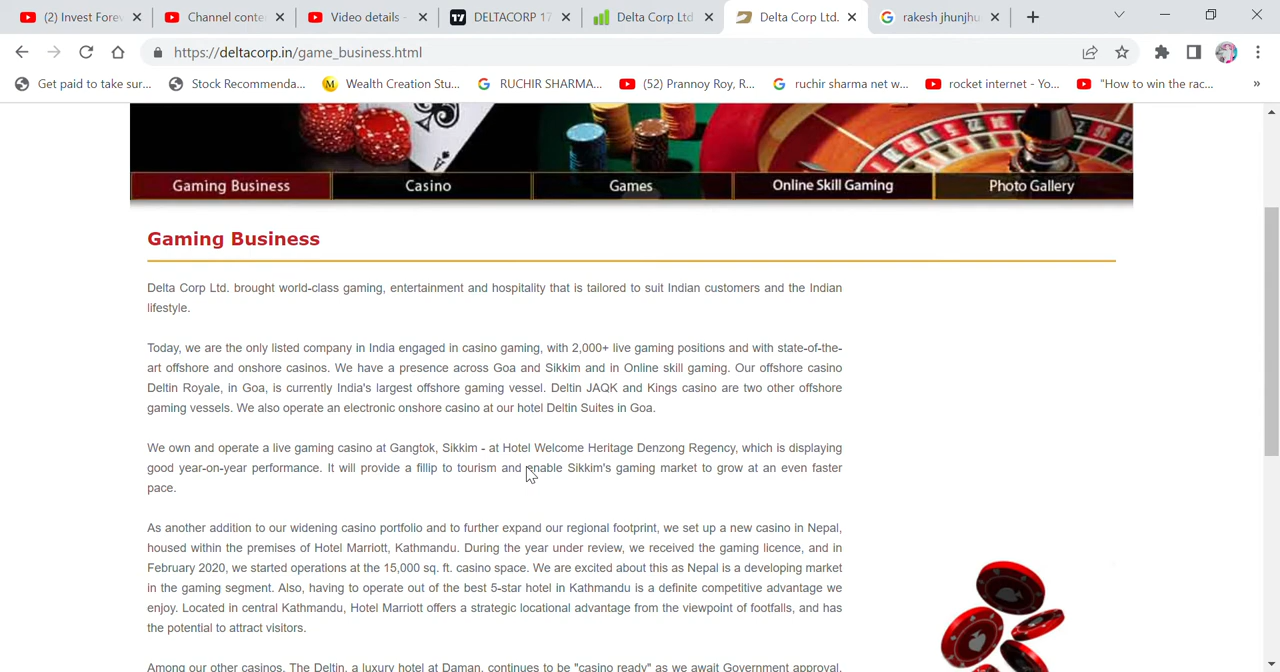 (2) Invest Forev
Channel conte
Video details -
DELTACORP 17
Delta Corp Ltd
Delta Corp Ltd.
rakesh jhunjhu
https://deltacorp.in/game_business.html
Get paid to take sur...
Stock Recommenda...
M Wealth Creation Stu...
RUCHIR SHARMA...
(52) Prannoy Roy, R...
ruchir sharma net w...
rocket internet - Yo...
"How to win the rac...
»
Gaming Business
Casino
Games
Online Skill Gaming
Photo Gallery
Gaming Business
Delta Corp Ltd. brought world-class gaming, entertainment and hospitality that is tailored to suit Indian customers and the Indian
lifestyle.
Today, we are the only listed company in India engaged in casino gaming, with 2,000+ live gaming positions and with state-of-the-
art offshore and onshore casinos. We have a presence across Goa and Sikkim and in Online skill gaming. Our offshore casino
Deltin Royale, in Goa, is currently India's largest offshore gaming vessel. Deltin JAQK and Kings casino are two other offshore
gaming vessels. We also operate an electronic onshore casino at our hotel Deltin Suites in Goa.
We own and operate a live gaming casino at Gangtok, Sikkim - at Hotel Welcome Heritage Denzong Regency, which is displaying
good year-on-year performance. It will provide a fillip to tourism and enable Sikkim's gaming market to grow at an even faster
pace.
As another addition to our widening casino portfolio and to further expand our regional footprint, we set up a new casino in Nepal,
housed within the premises of Hotel Marriott, Kathmandu. During the year under review, we received the gaming licence, and in
February 2020, we started operations at the 15,000 sq. ft. casino space. We are excited about this as Nepal is a developing market
in the gaming segment. Also, having to operate out of the best 5-star hotel in Kathmandu is a definite competitive advantage we
enjoy. Located in central Kathmandu, Hotel Marriott offers a strategic locational advantage from the viewpoint of footfalls, and has
the potential to attract visitors.
Among our other casinos, The Deltin, a luxury hotel at Daman, continues to be "casino ready" as we await Government approval,